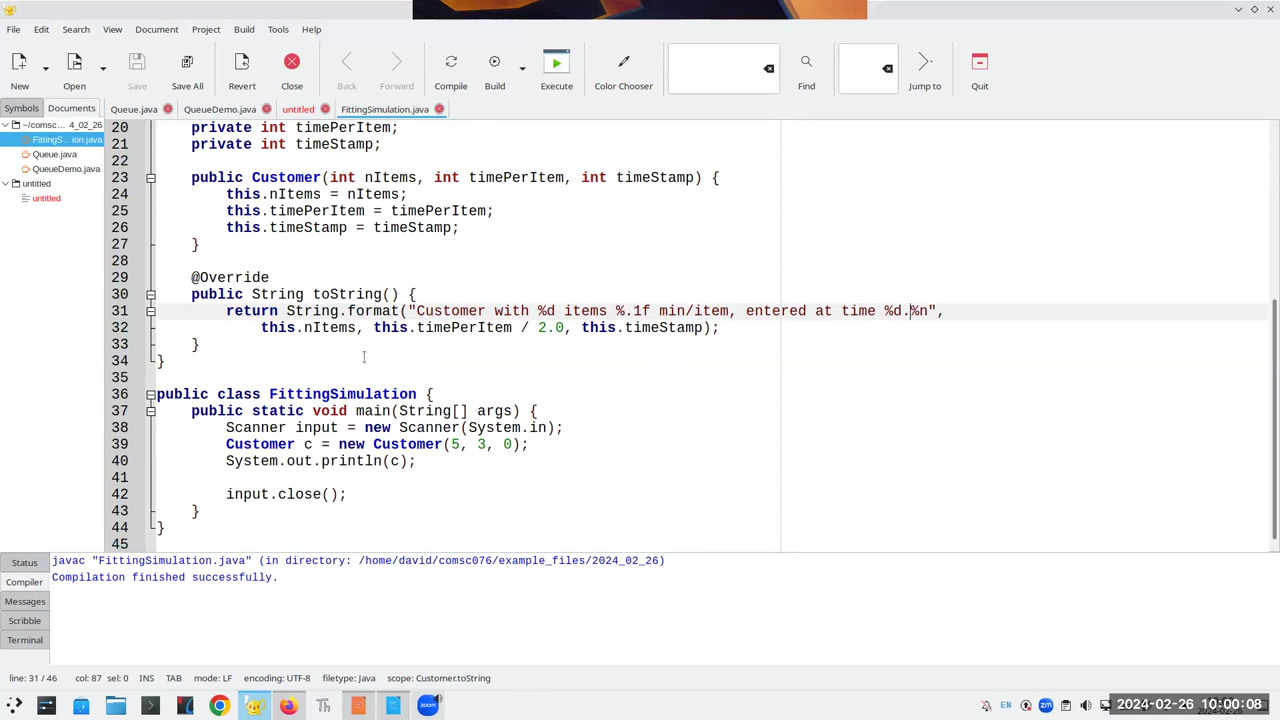 File Edit Search View Document Project Build Tools Help
New Open Save Save All Revert Close Back Forward Compile Build Execute Color Chooser Find Jump to Quit
Symbols Documents Queue.java QueueDemo.java untitled FittingSimulation.java
~/comsc... 4_02_26
FittingS...ion.java
Queue.java
QueueDemo.java
untitled
untitled
20 private int timePerItem;
21 private int timeStamp;
22
23 public Customer(int nItems, int timePerItem, int timeStamp) {
24 this.nItems = nItems;
25 this.timePerItem = timePerItem;
26 this.timeStamp = timeStamp;
27 }
28
29 @Override
30 public String toString() {
31 return String.format("Customer with %d items %.1f min/item, entered at time %d.%n",
32 this.nItems, this.timePerItem / 2.0, this.timeStamp);
33 }
34 }
35
36 public class FittingSimulation {
37 public static void main(String[] args) {
38 Scanner input = new Scanner(System.in);
39 Customer c = new Customer(5, 3, 0);
40 System.out.println(c);
41
42 input.close();
43 }
44 }
45
Status
Compiler
Messages
Scribble
Terminal
javac "FittingSimulation.java" (in directory: /home/david/comsc076/example_files/2024_02_26)
Compilation finished successfully.
line: 31 / 46 col: 87 sel: 0 INS TAB mode: LF encoding: UTF-8 filetype: Java scope: Customer.toString
Th zoom EN zm 2024-02-26 10:00:08